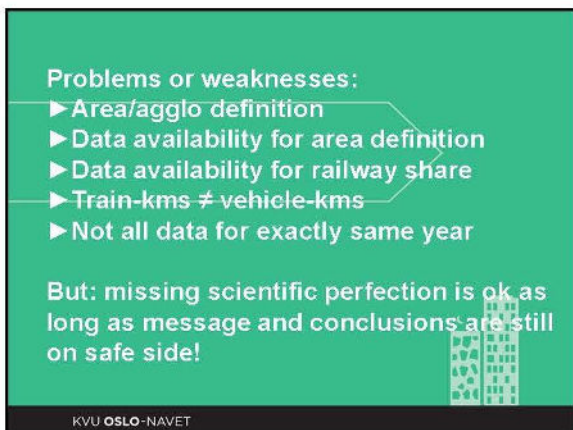 Problems or weaknesses:
►Area/agglo definition
►Data availability for area definition
►Data availability for railway share
►Train-kms ≠ vehicle-kms
►Not all data for exactly same year
But: missing scientific perfection is ok as
long as message and conclusions are still
on safe side!
KVU OSLO-NAVET